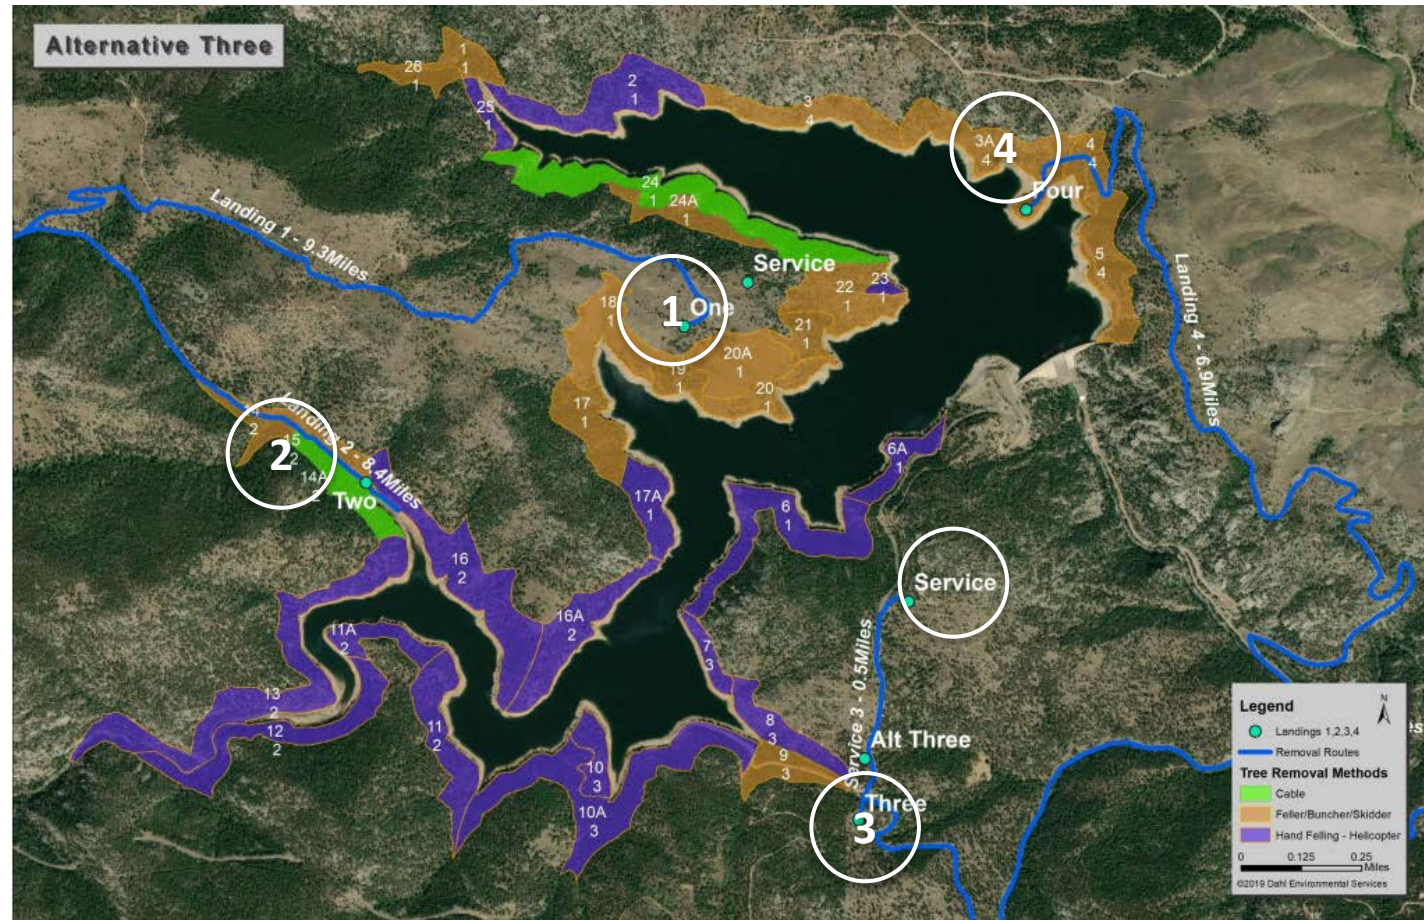 Alternative Three
1
1
26
1
2
1
25
1
3
4
3A
4
4
4
4
Four
24
1
24A
1
5
4
Landing 1 - 9.3Miles
Service
Landing 4 - 6.9Miles
23
1
22
1
18
1
1
One
21
1
20A
1
19
1
20
1
17
1
Landing 2 - 8.4Miles
2
15
2
2
14A
Two
6A
1
17A
1
6
1
16
2
Service
16A
2
11A
2
7
3
Service 3 - 0.5Miles
13
2
12
2
11
2
8
3
Alt Three
9
3
10
3
10A
3
Three
3
Legend
N
Landings 1,2,3,4
Removal Routes
Tree Removal Methods
Cable
Feller/Buncher/Skidder
Hand Felling - Helicopter
0 0.125 0.25
Miles
©2019 Dahl Environmental Services